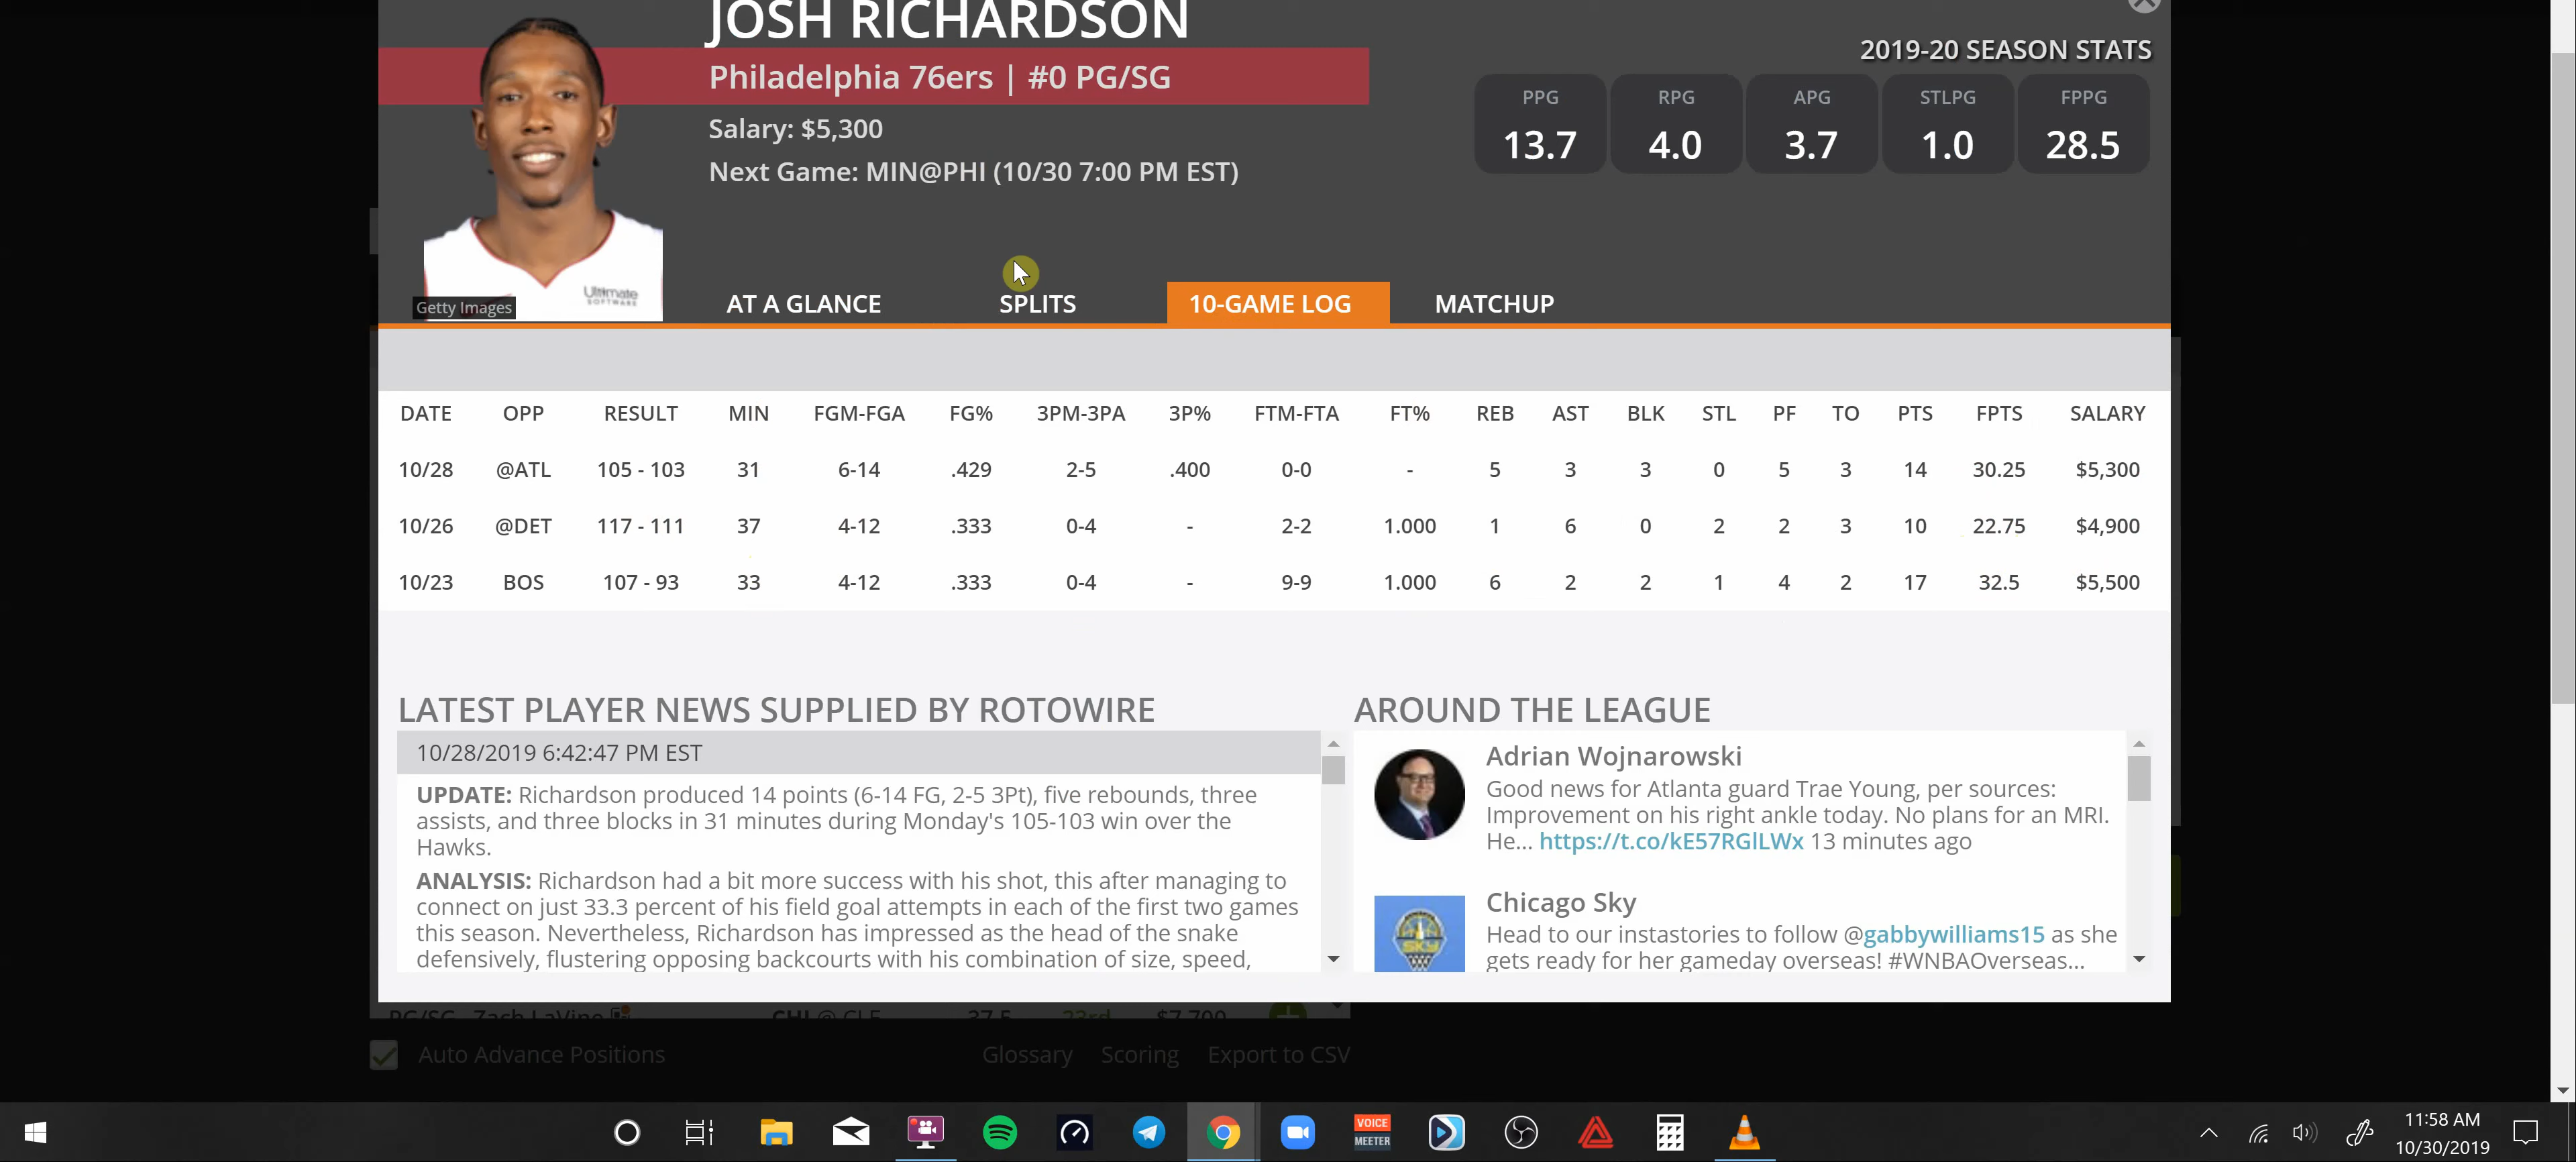 JOSH RICHARDSON
Philadelphia 76ers | #0 PG/SG
Salary: $5,300
Next Game: MIN@PHI (10/30 7:00 PM EST)
2019-20 SEASON STATS
PPG RPG APG STLPG FPPG
13.7 4.0 3.7 1.0 28.5
Ultimate
SOFTWARE
Getty Images
AT A GLANCE SPLITS 10-GAME LOG MATCHUP
DATE OPP RESULT MIN FGM-FGA FG% 3PM-3PA 3P% FTM-FTA FT% REB AST BLK STL PF TO PTS FPTS SALARY
10/28 @ATL 105 - 103 31 6-14 .429 2-5 .400 0-0 - 5 3 3 0 5 3 14 30.25 $5,300
10/26 @DET 117 - 111 37 4-12 .333 0-4 - 2-2 1.000 1 6 0 2 2 3 10 22.75 $4,900
10/23 BOS 107 - 93 33 4-12 .333 0-4 - 9-9 1.000 6 2 2 1 4 2 17 32.5 $5,500
LATEST PLAYER NEWS SUPPLIED BY ROTOWIRE
10/28/2019 6:42:47 PM EST
UPDATE: Richardson produced 14 points (6-14 FG, 2-5 3Pt), five rebounds, three
assists, and three blocks in 31 minutes during Monday's 105-103 win over the
Hawks.
ANALYSIS: Richardson had a bit more success with his shot, this after managing to
connect on just 33.3 percent of his field goal attempts in each of the first two games
this season. Nevertheless, Richardson has impressed as the head of the snake
defensively, flustering opposing backcourts with his combination of size, speed,
AROUND THE LEAGUE
Adrian Wojnarowski
Good news for Atlanta guard Trae Young, per sources:
Improvement on his right ankle today. No plans for an MRI.
He... https://t.co/kE57RGlLWx 13 minutes ago
SKY
Chicago Sky
Head to our instastories to follow @gabbywilliams15 as she
gets ready for her gameday overseas! #WNBAOverseas...
PG/SG Zach LaVine CHI @ CLE 37.5 23rd $7,700
Auto Advance Positions Glossary Scoring Export to CSV
VOICE
MEETER
11:58 AM
10/30/2019